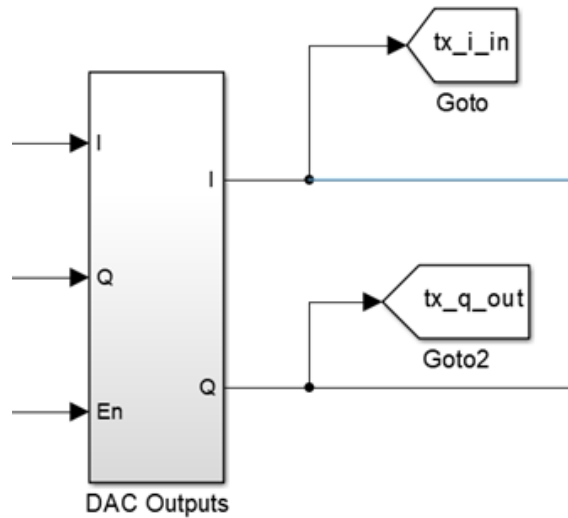 tx_i_in
Goto
I
I
Q
tx_q_out
Goto2
Q
En
DAC Outputs